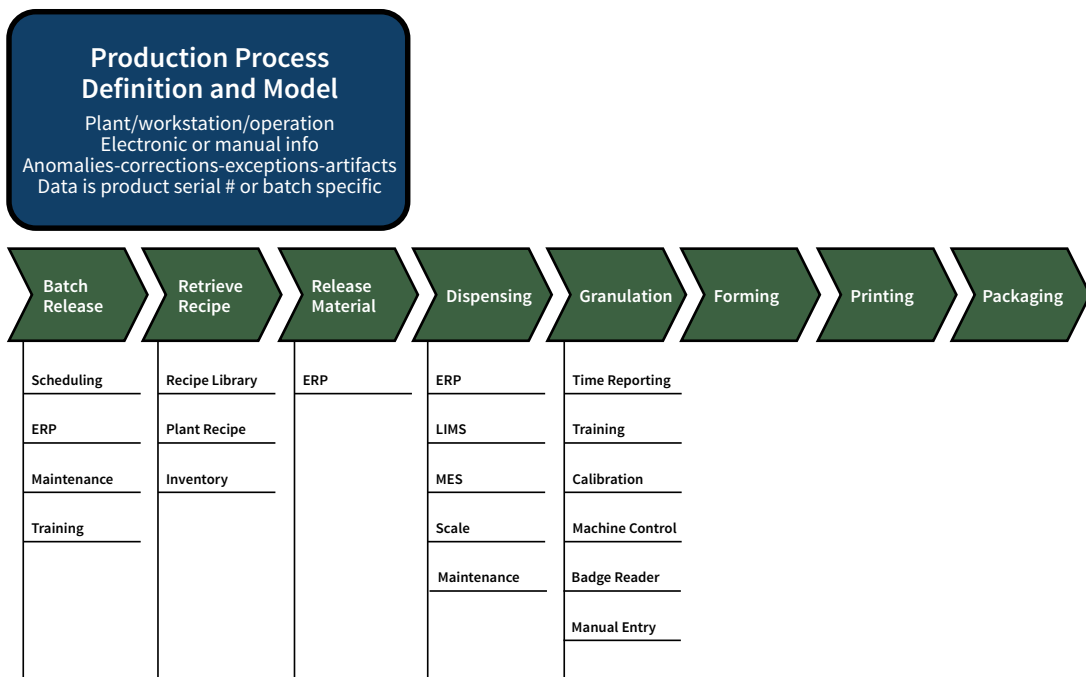 Production Process
Definition and Model
Plant/workstation/operation
Electronic or manual info
Anomalies-corrections-exceptions-artifacts
Data is product serial # or batch specific
Batch
Release
Retrieve
Recipe
Release
Material
Dispensing
Granulation
Forming
Printing
Packaging
Scheduling
ERP
Maintenance
Training
Recipe Library
Plant Recipe
Inventory
ERP
ERP
LIMS
MES
Scale
Maintenance
Time Reporting
Training
Calibration
Machine Control
Badge Reader
Manual Entry